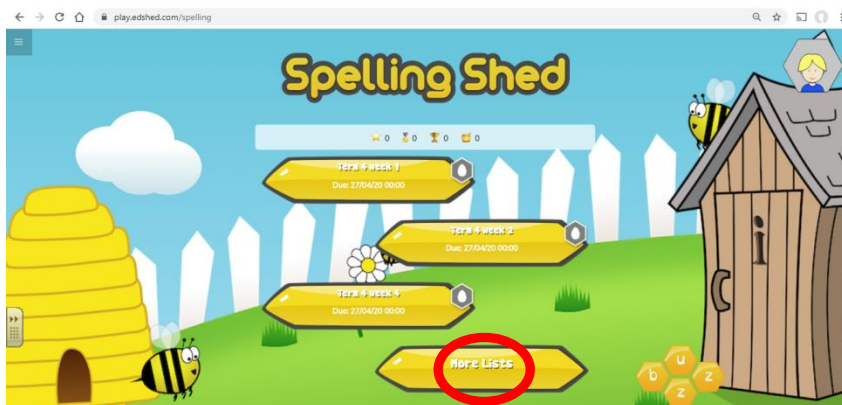 play.edshed.com/spelling
Spelling Shed
0 0 0 0
Term 4 week 1
Due: 27/04/20 00:00
Term 4 week 2
Due: 27/04/20 00:00
Term 4 week 4
Due: 27/04/20 00:00
More Lists
i
b u z z